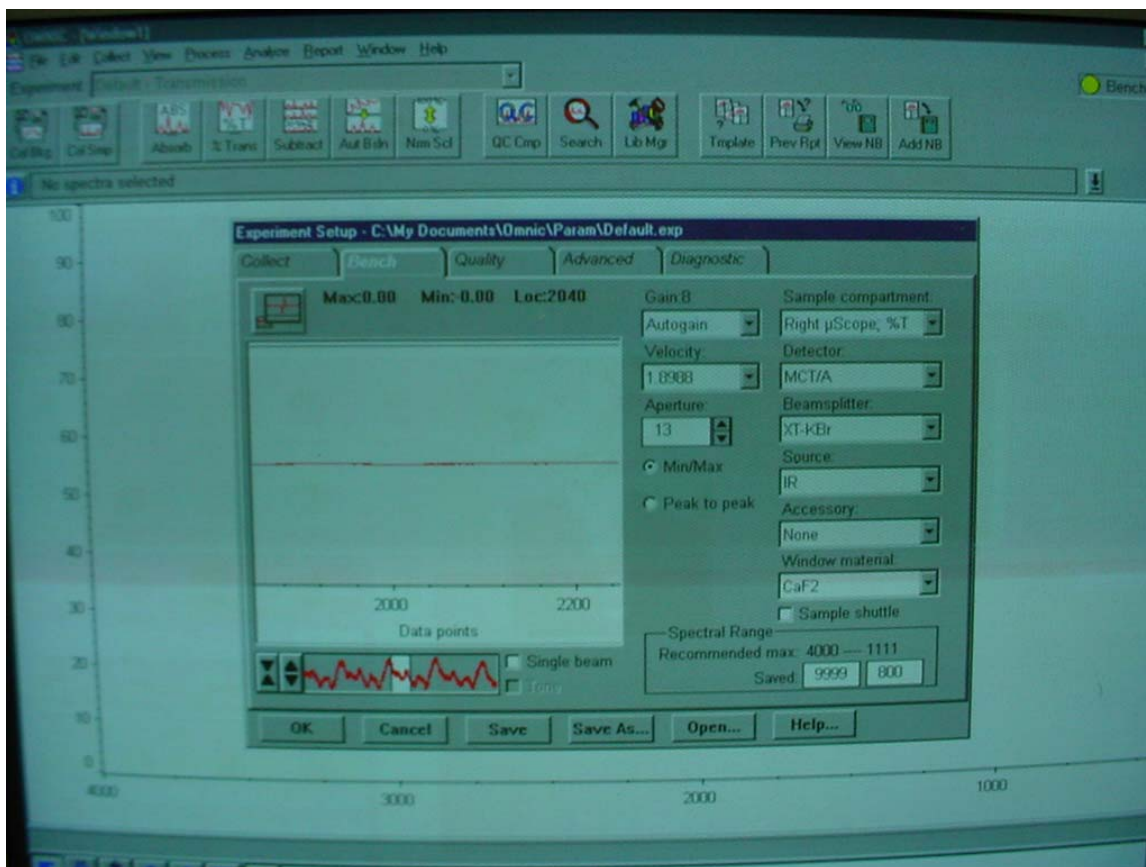 OMNIC - [Window1]
File Edit Collect View Process Analyze Report Window Help
Experiment: Default - Transmission
Bench
Col Bkg Col Smp Absorb % Trans Subtract Aut Bsln Nrm Scl QC Cmp Search Lib Mgr Tmplate Prev Rpt View NB Add NB
No spectra selected
Experiment Setup - C:\My Documents\Omnic\Param\Default.exp
Collect Bench Quality Advanced Diagnostic
Max:0.00 Min:-0.00 Loc:2040
Gain:8
Autogain
Velocity:
1.8988
Aperture:
13
Min/Max
Peak to peak
Sample compartment:
Right µScope; %T
Detector:
MCT/A
Beamsplitter:
XT-KBr
Source:
IR
Accessory:
None
Window material:
CaF2
Sample shuttle
Spectral Range
Recommended max: 4000 — 1111
Saved: 9999 800
2000 2200
Data points
Single beam
Tone
OK Cancel Save Save As... Open... Help...
100
90
80
70
60
50
40
30
20
10
0
4000 3000 2000 1000